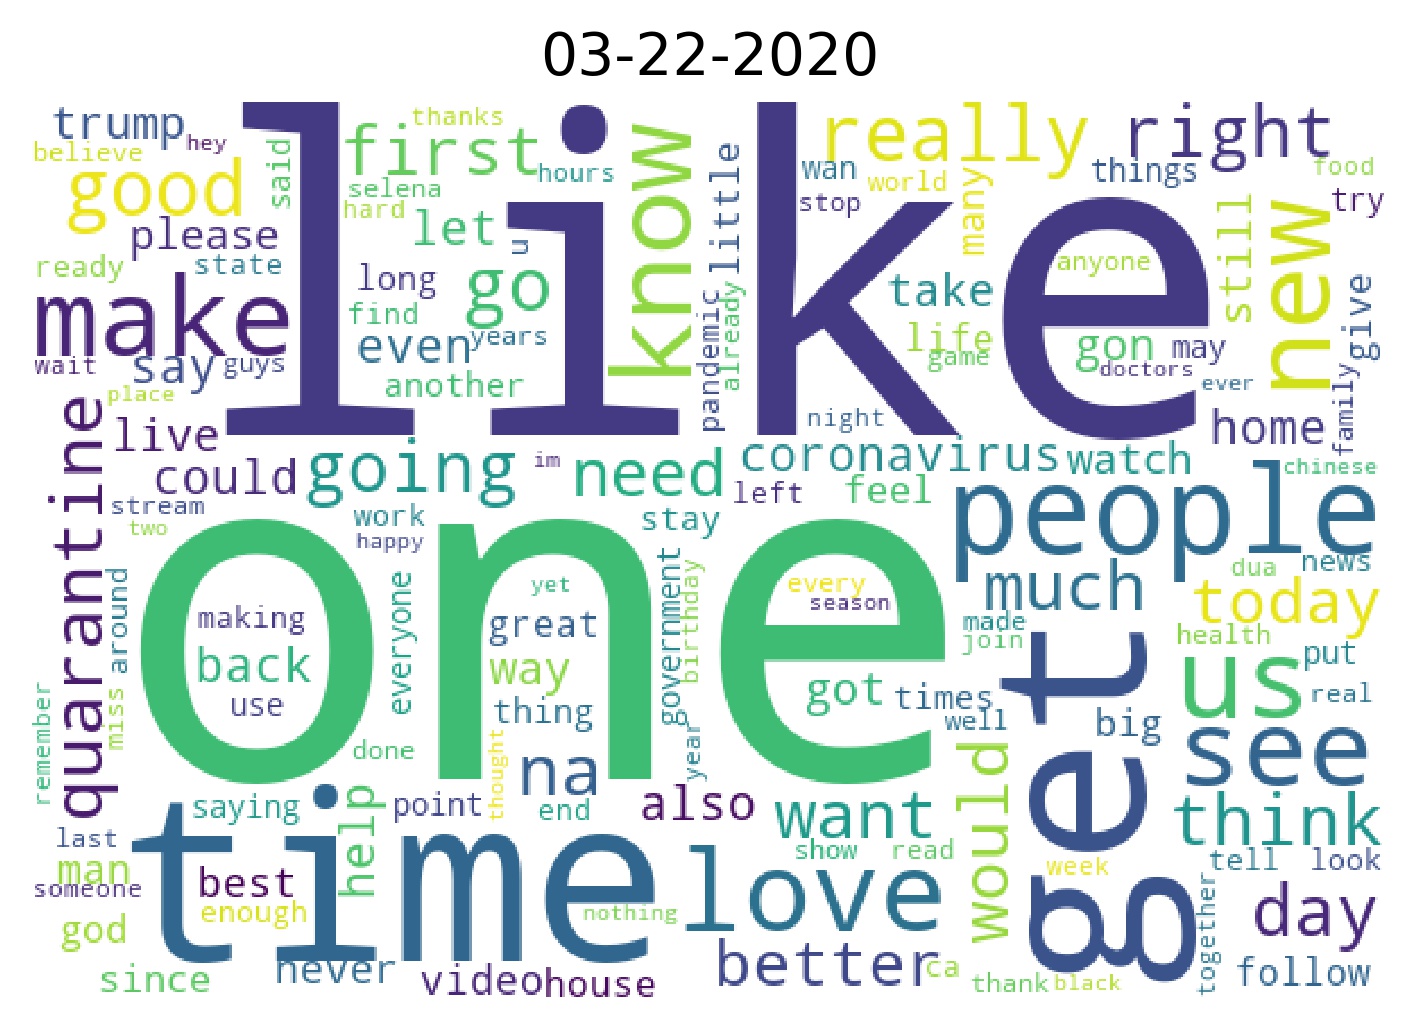 03-22-2020
like
one
time
get
people
make
know
new
really
right
first
good
go
going
need
quarantine
coronavirus
us
see
think
love
want
would
today
much
better
day
trump
believe
hey
said
thanks
selena
hard
hours
let
u
long
find
even
years
another
please
ready
state
wait
say
guys
place
live
could
little
pandemic
already
wan
stop
world
many
things
food
try
still
give
anyone
take
life
game
gon
may
doctors
ever
family
home
night
im
left
feel
watch
chinese
stream
two
work
happy
stay
around
making
back
use
everyone
yet
great
way
thing
government
birthday
year
every
season
made
join
news
dua
health
put
real
got
times
well
big
remember
miss
done
thought
na
point
end
also
saying
help
last
man
someone
god
since
best
enough
never
video
house
nothing
show
read
ca
thank
black
week
together
tell
look
follow